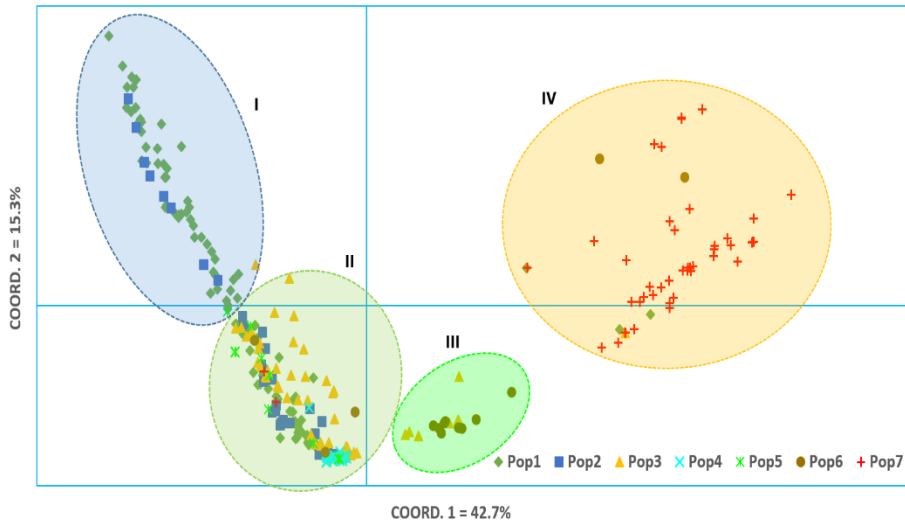 I
IV
II
III
COORD. 2 = 15.3%
Pop1 Pop2 Pop3 Pop4 Pop5 Pop6 Pop7
COORD. 1 = 42.7%